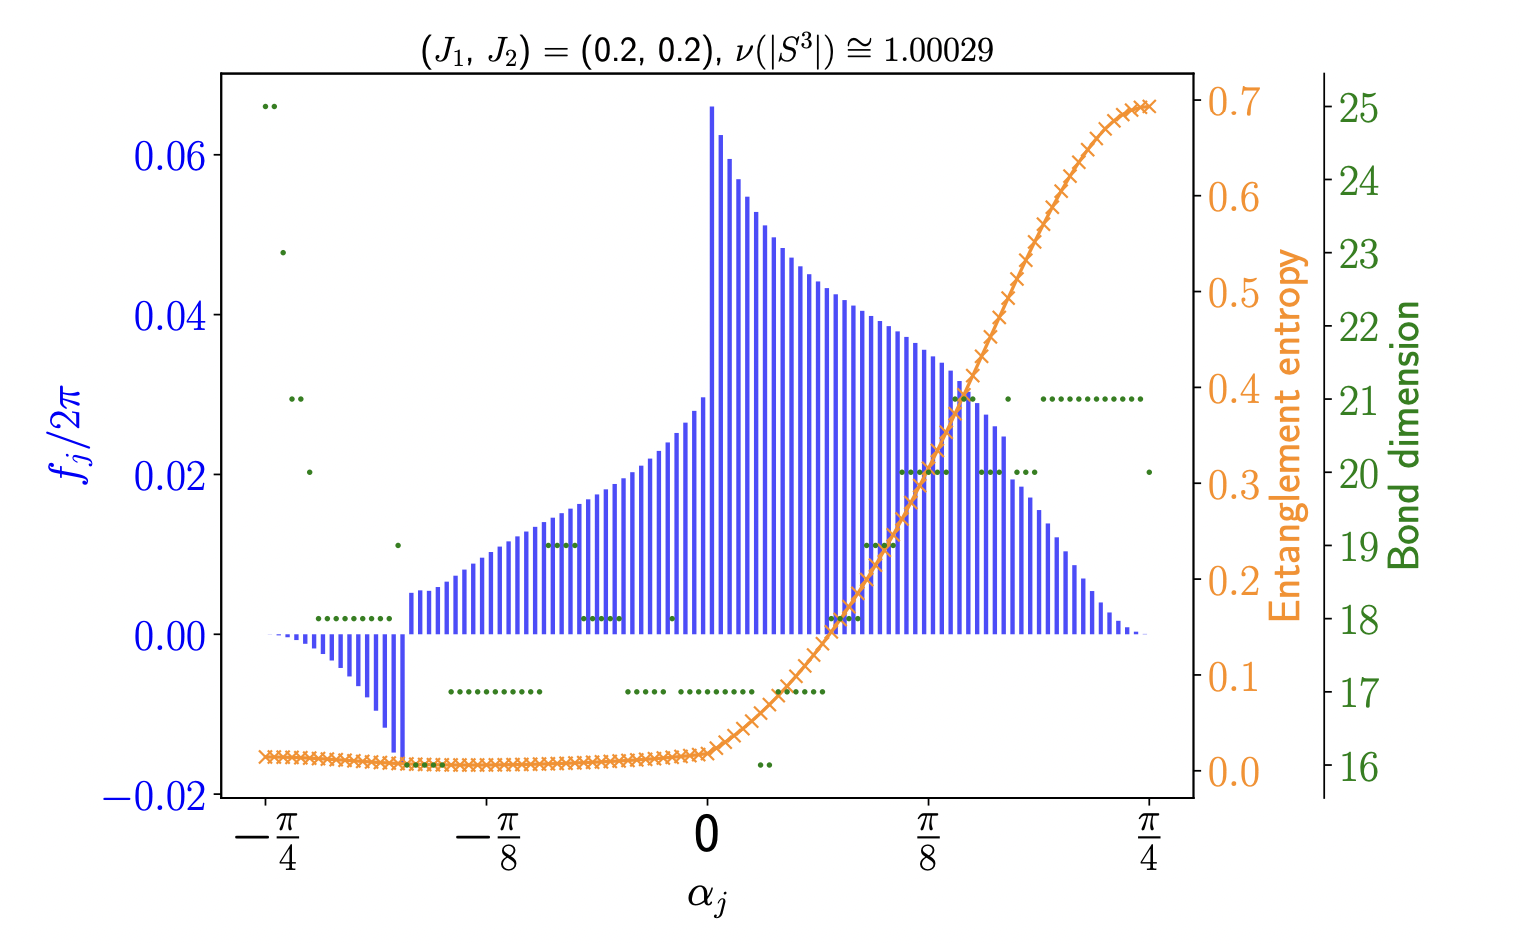 (J₁, J₂) = (0.2, 0.2), ν(|S³|) ≅ 1.00029
f_j/2π
0.06
0.04
0.02
0.00
−0.02
−π/4
−π/8
0
π/8
π/4
α_j
0.7
0.6
0.5
0.4
0.3
0.2
0.1
0.0
Entanglement entropy
25
24
23
22
21
20
19
18
17
16
Bond dimension